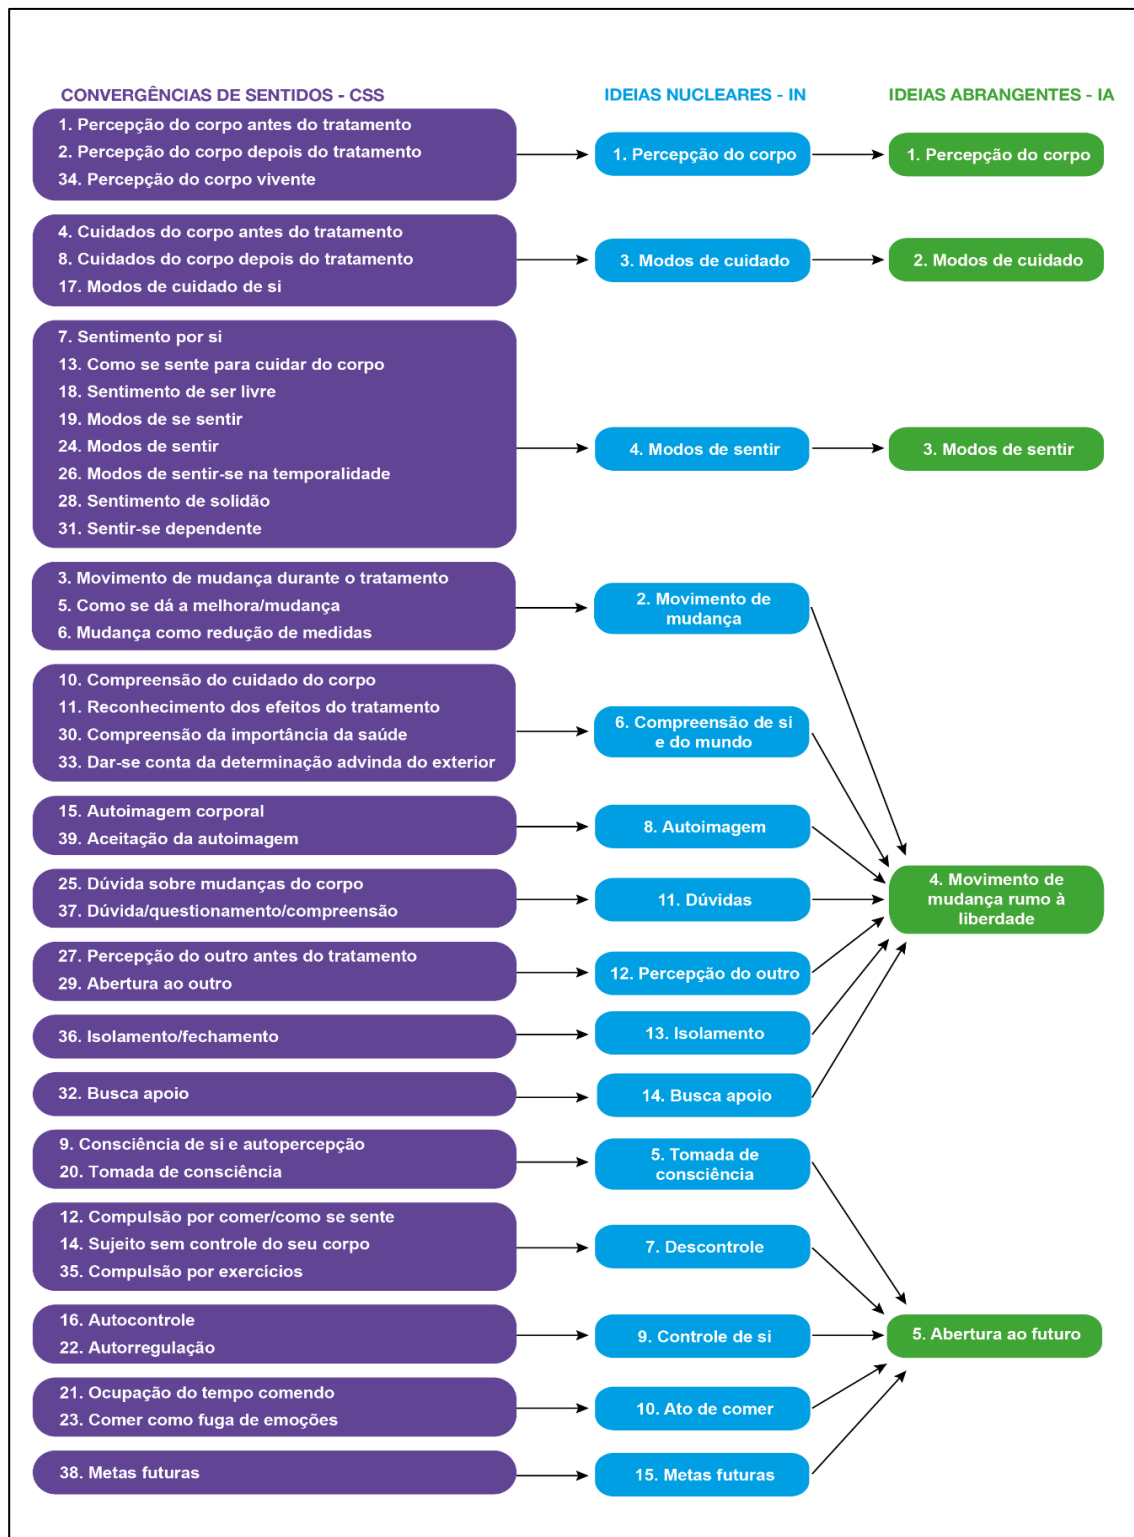 CONVERGÊNCIAS DE SENTIDOS - CSS
IDEIAS NUCLEARES - IN
IDEIAS ABRANGENTES - IA
1. Percepção do corpo antes do tratamento
2. Percepção do corpo depois do tratamento
34. Percepção do corpo vivente
1. Percepção do corpo
1. Percepção do corpo
4. Cuidados do corpo antes do tratamento
8. Cuidados do corpo depois do tratamento
17. Modos de cuidado de si
3. Modos de cuidado
2. Modos de cuidado
7. Sentimento por si
13. Como se sente para cuidar do corpo
18. Sentimento de ser livre
19. Modos de se sentir
24. Modos de sentir
26. Modos de sentir-se na temporalidade
28. Sentimento de solidão
31. Sentir-se dependente
4. Modos de sentir
3. Modos de sentir
3. Movimento de mudança durante o tratamento
5. Como se dá a melhora/mudança
6. Mudança como redução de medidas
2. Movimento de
mudança
10. Compreensão do cuidado do corpo
11. Reconhecimento dos efeitos do tratamento
30. Compreensão da importância da saúde
33. Dar-se conta da determinação advinda do exterior
6. Compreensão de si
e do mundo
15. Autoimagem corporal
39. Aceitação da autoimagem
8. Autoimagem
25. Dúvida sobre mudanças do corpo
37. Dúvida/questionamento/compreensão
11. Dúvidas
4. Movimento de
mudança rumo à
liberdade
27. Percepção do outro antes do tratamento
29. Abertura ao outro
12. Percepção do outro
36. Isolamento/fechamento
13. Isolamento
32. Busca apoio
14. Busca apoio
9. Consciência de si e autopercepção
20. Tomada de consciência
5. Tomada de
consciência
12. Compulsão por comer/como se sente
14. Sujeito sem controle do seu corpo
35. Compulsão por exercícios
7. Descontrole
16. Autocontrole
22. Autorregulação
9. Controle de si
5. Abertura ao futuro
21. Ocupação do tempo comendo
23. Comer como fuga de emoções
10. Ato de comer
38. Metas futuras
15. Metas futuras